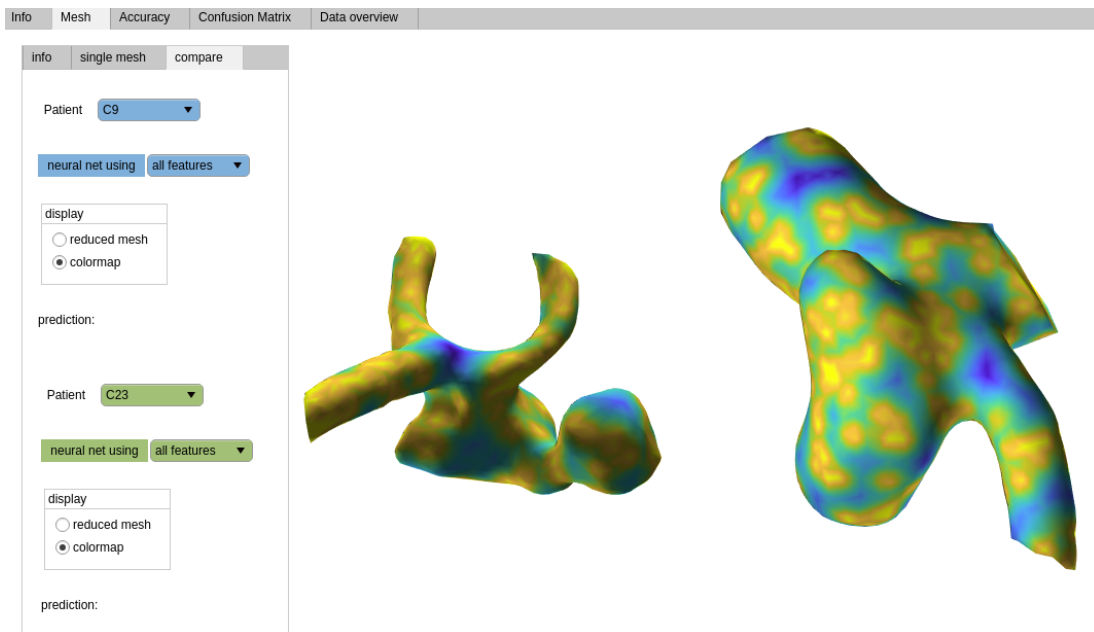 Info Mesh Accuracy Confusion Matrix Data overview
info single mesh compare
Patient C9
neural net using all features
display
reduced mesh
colormap
prediction:
Patient C23
neural net using all features
display
reduced mesh
colormap
prediction: